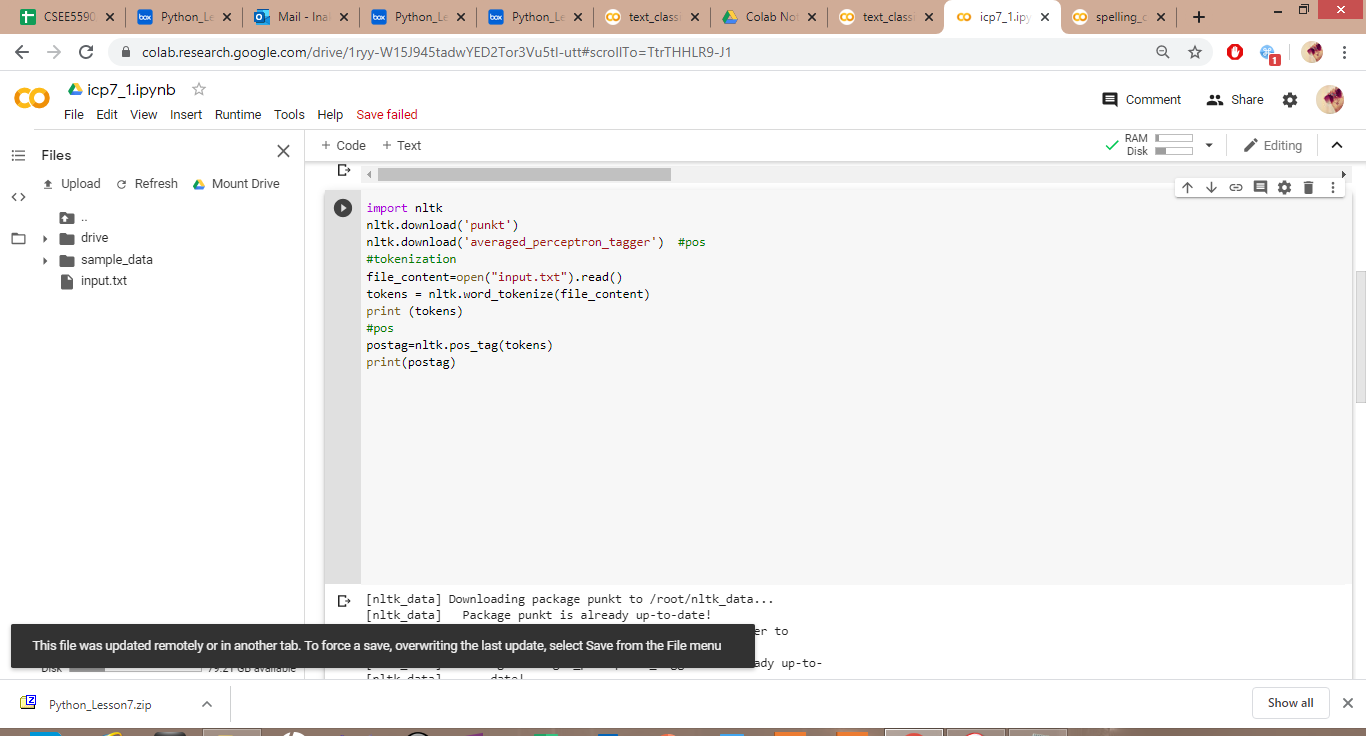 CSEE5590
Python_Le
Mail - Ina
Python_Le
Python_Le
text_classi
Colab Not
text_classi
icp7_1.ipy
spelling_c
colab.research.google.com/drive/1ryy-W15J945tadwYED2Tor3Vu5tl-utt#scrollTo=TtrTHHLR9-J1
1
icp7_1.ipynb
File Edit View Insert Runtime Tools Help Save failed
Comment Share
Files
+ Code + Text
RAM
Disk
Editing
Upload Refresh Mount Drive
..
drive
sample_data
input.txt
import nltk
nltk.download('punkt')
nltk.download('averaged_perceptron_tagger')  #pos
#tokenization
file_content=open("input.txt").read()
tokens = nltk.word_tokenize(file_content)
print (tokens)
#pos
postag=nltk.pos_tag(tokens)
print(postag)
[nltk_data] Downloading package punkt to /root/nltk_data...
[nltk_data]   Package punkt is already up-to-date!
er to
This file was updated remotely or in another tab. To force a save, overwriting the last update, select Save from the File menu
Disk 79.21 GB available
ady up-to-
[nltk_data] date!
Python_Lesson7.zip
Show all